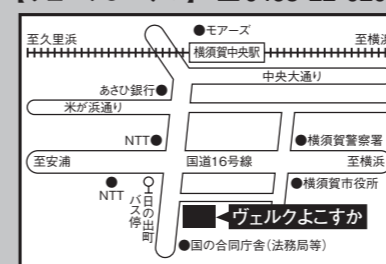 ●モアーズ
至久里浜
横須賀中央駅
至横浜
中央大通り
あさひ銀行●
米が浜通り
NTT●
●横須賀警察署
至安浦
国道16号線
至横浜
●横須賀市役所
●
NTT
日の出町
バス停
ヴェルクよこすか
●国の合同庁舎(法務局等)